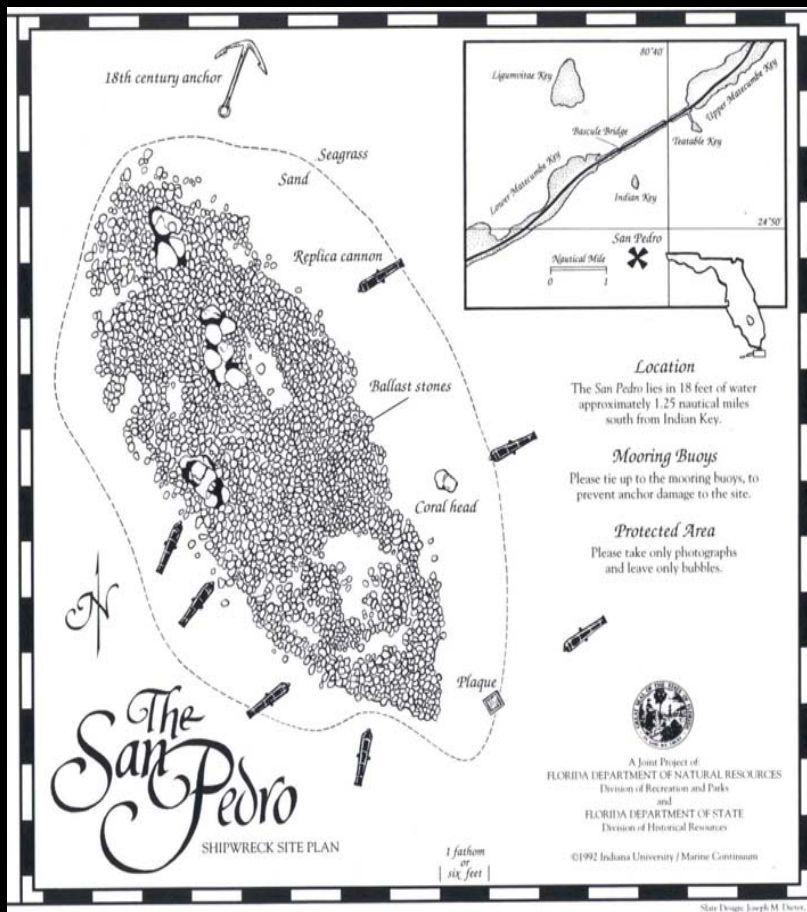 18th century anchor
Seagrass
Sand
Replica cannon
Ballast stones
Coral head
Plaque
N
The
San Pedro
SHIPWRECK SITE PLAN
1 fathom
or
six feet
80°40'
Ligumvitae Key
Upper Matecumbe Key
Bascule Bridge
Teatable Key
Lower Matecumbe Key
Indian Key
24°50'
San Pedro
Nautical Mile
0 1
Location
The San Pedro lies in 18 feet of water
approximately 1.25 nautical miles
south from Indian Key.
Mooring Buoys
Please tie up to the mooring buoys, to
prevent anchor damage to the site.
Protected Area
Please take only photographs
and leave only bubbles.
A Joint Project of:
FLORIDA DEPARTMENT OF NATURAL RESOURCES
Division of Recreation and Parks
and
FLORIDA DEPARTMENT OF STATE
Division of Historical Resources
©1992 Indiana University / Marine Continuum
Slate Design: Joseph M. Dieter,